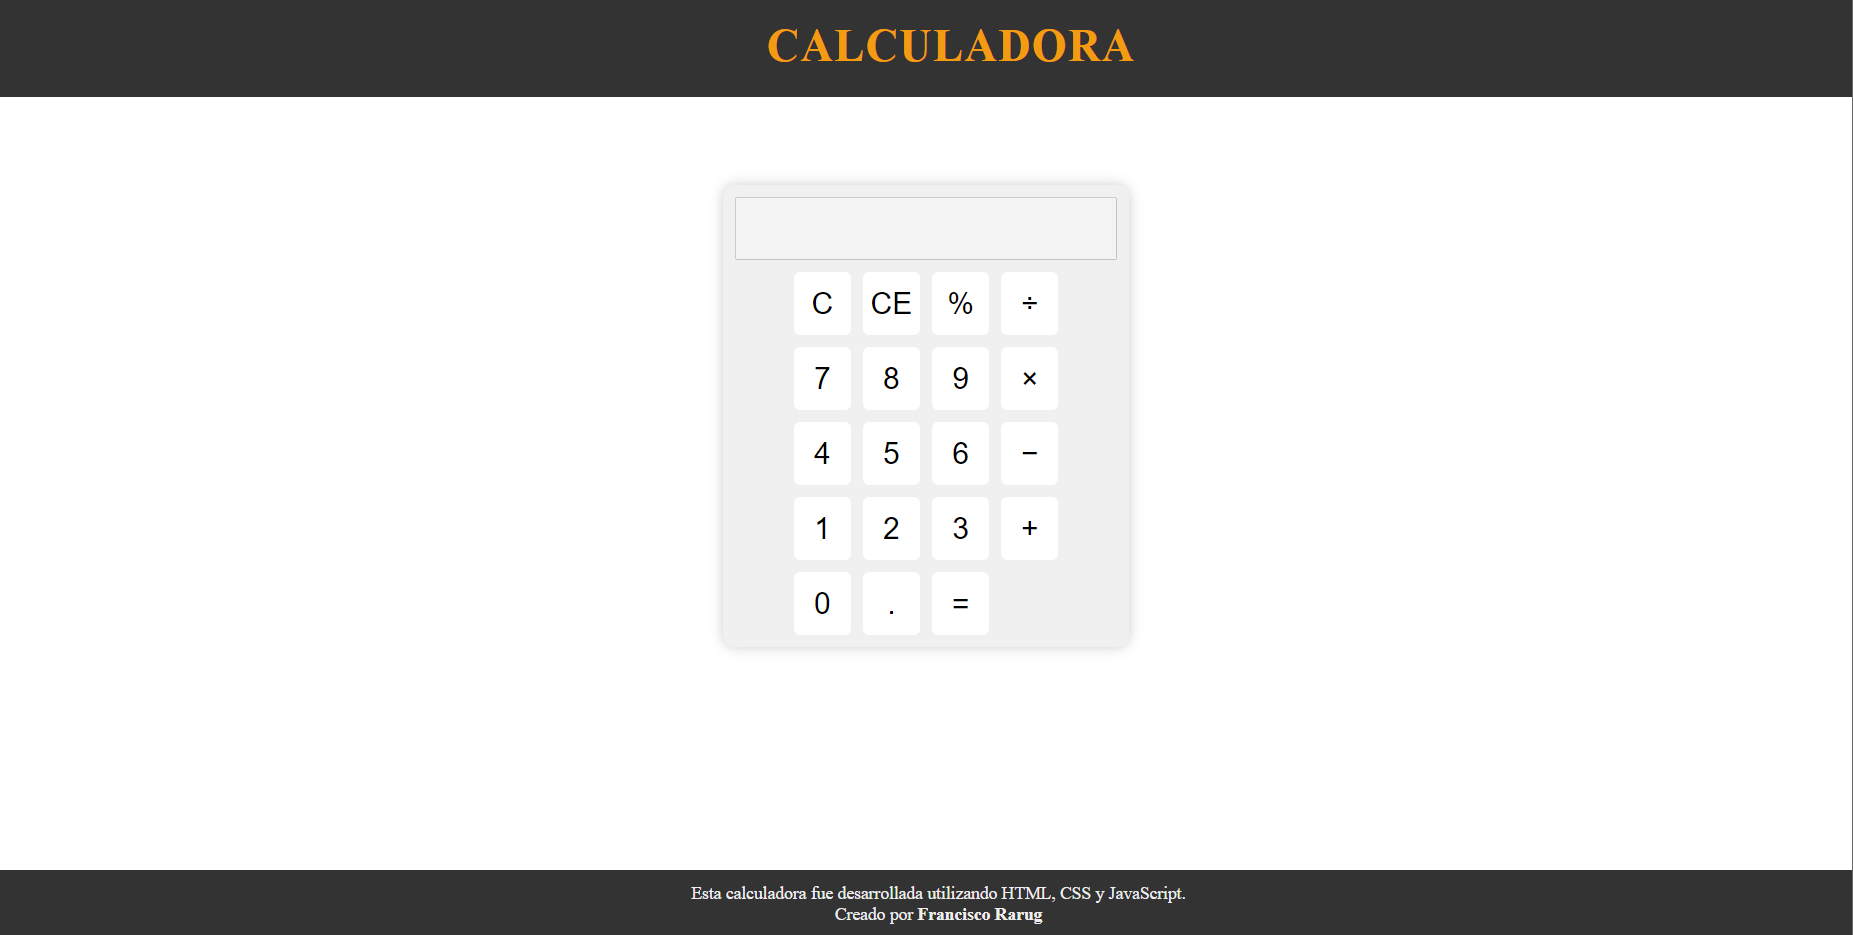 CALCULADORA
C CE % ÷
7 8 9 ×
4 5 6 −
1 2 3 +
0 . =
Esta calculadora fue desarrollada utilizando HTML, CSS y JavaScript.
Creado por Francisco Rarug